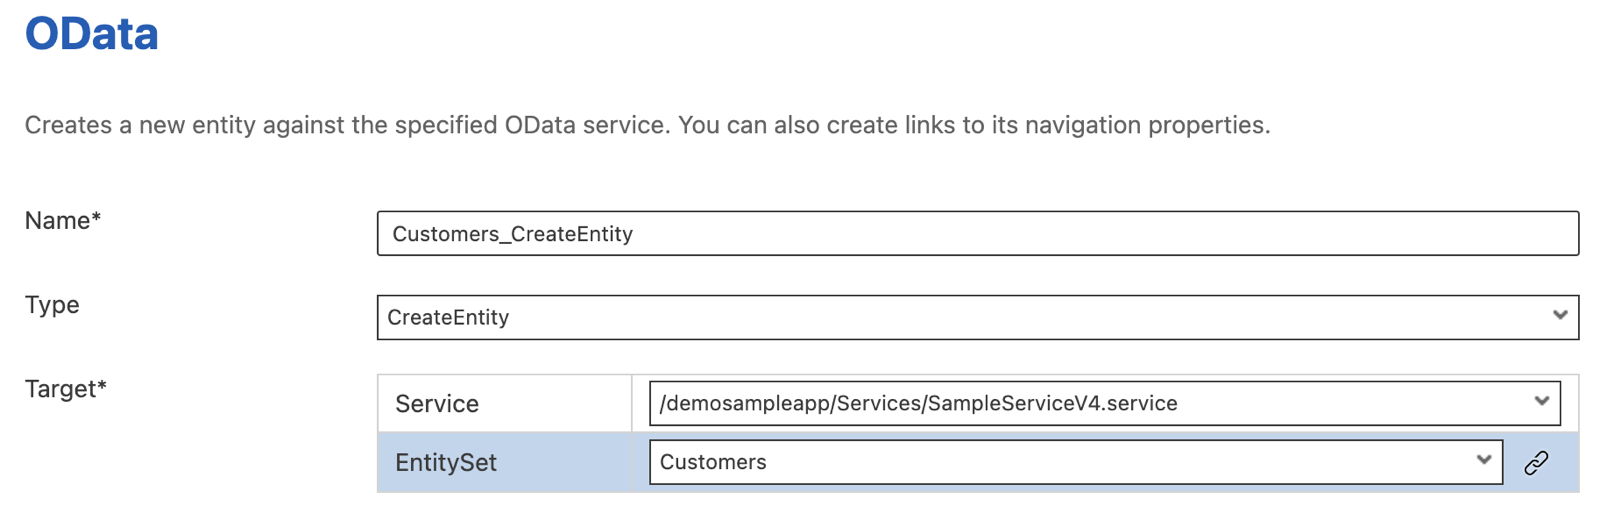 OData
Creates a new entity against the specified OData service. You can also create links to its navigation properties.
Name*
Customers_CreateEntity
Type
CreateEntity
Target*
Service
/demosampleapp/Services/SampleServiceV4.service
EntitySet
Customers